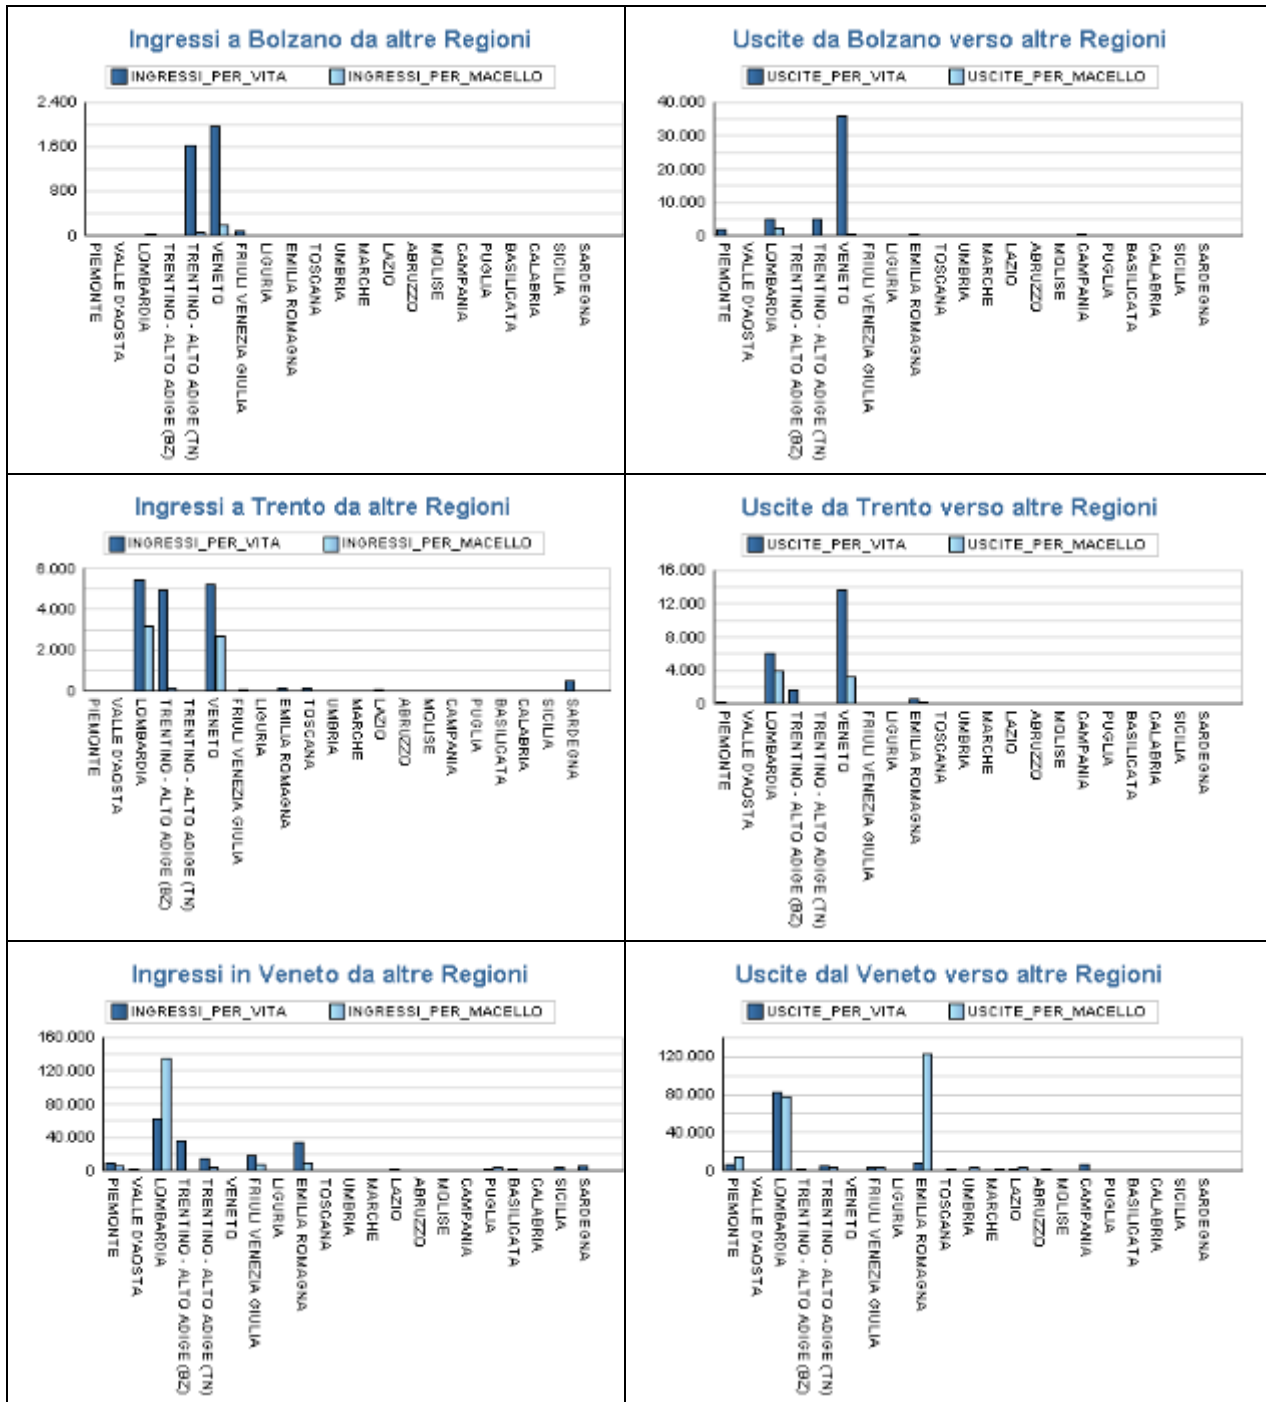 Ingressi a Bolzano da altre Regioni
INGRESSI_PER_VITA INGRESSI_PER_MACELLO
2.400
1.600
800
0
PIEMONTE
VALLE D'AOSTA
LOMBARDIA
TRENTINO - ALTO ADIGE (BZ)
TRENTINO - ALTO ADIGE (TN)
VENETO
FRIULI VENEZIA GIULIA
LIGURIA
EMILIA ROMAGNA
TOSCANA
UMBRIA
MARCHE
LAZIO
ABRUZZO
MOLISE
CAMPANIA
PUGLIA
BASILICATA
CALABRIA
SICILIA
SARDEGNA
Uscite da Bolzano verso altre Regioni
USCITE_PER_VITA USCITE_PER_MACELLO
40.000
30.000
20.000
10.000
0
PIEMONTE
VALLE D'AOSTA
LOMBARDIA
TRENTINO - ALTO ADIGE (BZ)
TRENTINO - ALTO ADIGE (TN)
VENETO
FRIULI VENEZIA GIULIA
LIGURIA
EMILIA ROMAGNA
TOSCANA
UMBRIA
MARCHE
LAZIO
ABRUZZO
MOLISE
CAMPANIA
PUGLIA
BASILICATA
CALABRIA
SICILIA
SARDEGNA
Ingressi a Trento da altre Regioni
INGRESSI_PER_VITA INGRESSI_PER_MACELLO
6.000
4.000
2.000
0
PIEMONTE
VALLE D'AOSTA
LOMBARDIA
TRENTINO - ALTO ADIGE (BZ)
TRENTINO - ALTO ADIGE (TN)
VENETO
FRIULI VENEZIA GIULIA
LIGURIA
EMILIA ROMAGNA
TOSCANA
UMBRIA
MARCHE
LAZIO
ABRUZZO
MOLISE
CAMPANIA
PUGLIA
BASILICATA
CALABRIA
SICILIA
SARDEGNA
Uscite da Trento verso altre Regioni
USCITE_PER_VITA USCITE_PER_MACELLO
16.000
12.000
8.000
4.000
0
PIEMONTE
VALLE D'AOSTA
LOMBARDIA
TRENTINO - ALTO ADIGE (BZ)
TRENTINO - ALTO ADIGE (TN)
VENETO
FRIULI VENEZIA GIULIA
LIGURIA
EMILIA ROMAGNA
TOSCANA
UMBRIA
MARCHE
LAZIO
ABRUZZO
MOLISE
CAMPANIA
PUGLIA
BASILICATA
CALABRIA
SICILIA
SARDEGNA
Ingressi in Veneto da altre Regioni
INGRESSI_PER_VITA INGRESSI_PER_MACELLO
160.000
120.000
80.000
40.000
0
PIEMONTE
VALLE D'AOSTA
LOMBARDIA
TRENTINO - ALTO ADIGE (BZ)
TRENTINO - ALTO ADIGE (TN)
VENETO
FRIULI VENEZIA GIULIA
LIGURIA
EMILIA ROMAGNA
TOSCANA
UMBRIA
MARCHE
LAZIO
ABRUZZO
MOLISE
CAMPANIA
PUGLIA
BASILICATA
CALABRIA
SICILIA
SARDEGNA
Uscite dal Veneto verso altre Regioni
USCITE_PER_VITA USCITE_PER_MACELLO
120.000
80.000
40.000
0
PIEMONTE
VALLE D'AOSTA
LOMBARDIA
TRENTINO - ALTO ADIGE (BZ)
TRENTINO - ALTO ADIGE (TN)
VENETO
FRIULI VENEZIA GIULIA
LIGURIA
EMILIA ROMAGNA
TOSCANA
UMBRIA
MARCHE
LAZIO
ABRUZZO
MOLISE
CAMPANIA
PUGLIA
BASILICATA
CALABRIA
SICILIA
SARDEGNA